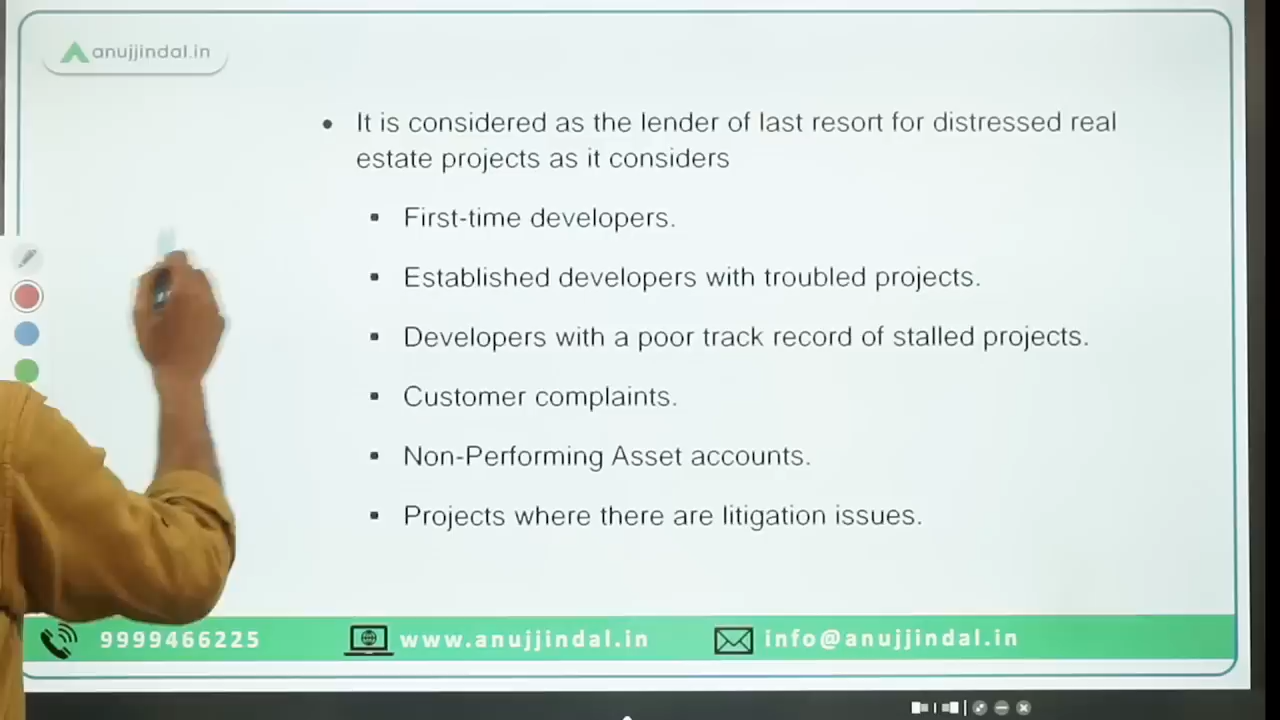 anujjindal.in
• It is considered as the lender of last resort for distressed real
estate projects as it considers
▪ First-time developers.
▪ Established developers with troubled projects.
▪ Developers with a poor track record of stalled projects.
▪ Customer complaints.
▪ Non-Performing Asset accounts.
▪ Projects where there are litigation issues.
9999466225 www.anujjindal.in info@anujjindal.in